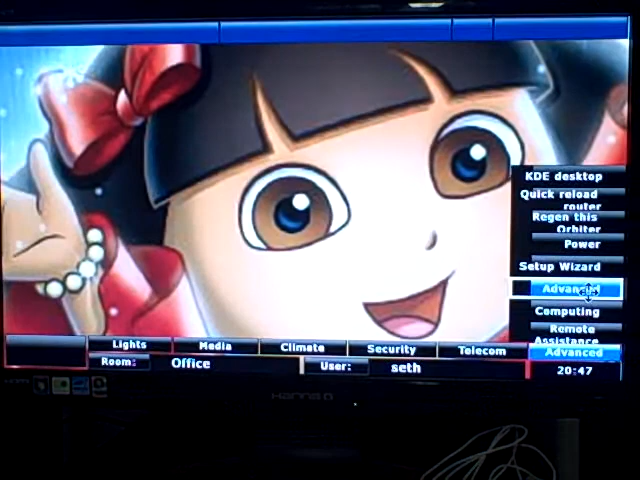 KDE desktop
Quick reload
router
Regen this
Orbiter
Power
Setup Wizard
Advanced
Computing
Remote
Assistance
Lights
Media
Climate
Security
Telecom
Advanced
Room:
Office
User:
seth
20:47